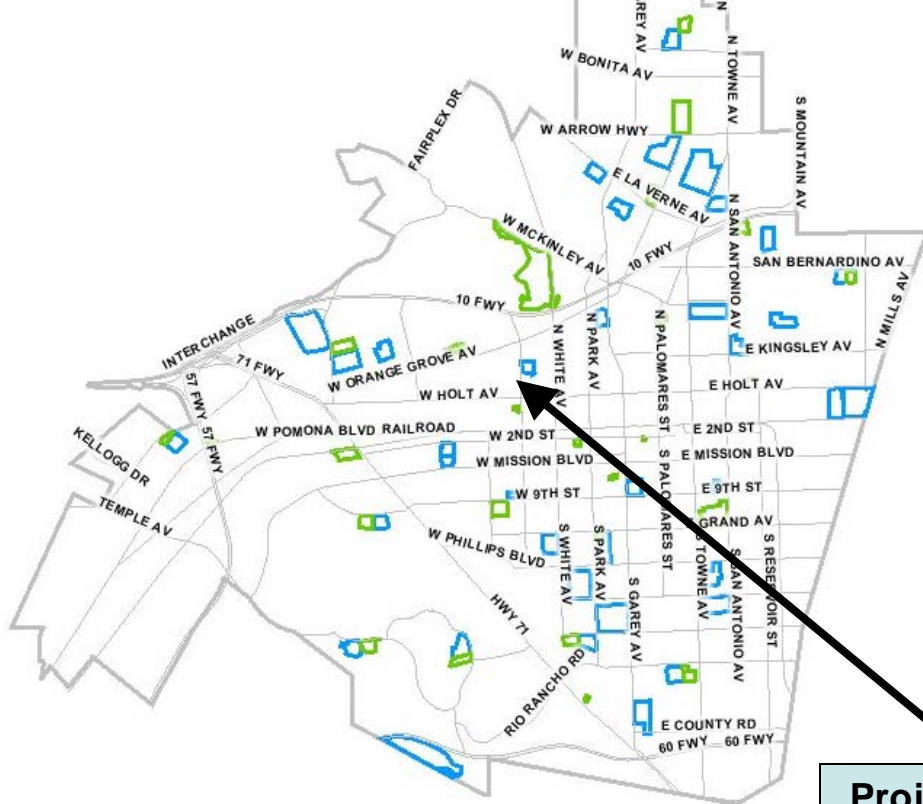 N
REY AV
N TOWNE AV
W BONITA AV
FAIRPLEX DR
W ARROW HWY
S MOUNTAIN AV
E LA VERNE AV
N SAN ANTONIO AV
W MCKINLEY AV
10 FWY
SAN BERNARDINO AV
N MILLS AV
10 FWY
INTERCHANGE
71 FWY
N WHITE AV
N PARK AV
N PALOMARES ST
E KINGSLEY AV
W ORANGE GROVE AV
W HOLT AV
E HOLT AV
57 FWY
57 FWY
KELLOGG DR
W POMONA BLVD RAILROAD
W 2ND ST
E 2ND ST
W MISSION BLVD
E MISSION BLVD
TEMPLE AV
W 9TH ST
E 9TH ST
S PALOMARES ST
GRAND AV
W PHILLIPS BLVD
S WHITE AV
S PARK AV
S GAREY AV
S TOWNE AV
S SAN ANTONIO AV
S RESERVOIR ST
HWY 71
RIO RANCHO RD
E COUNTY RD
60 FWY
60 FWY
Proj